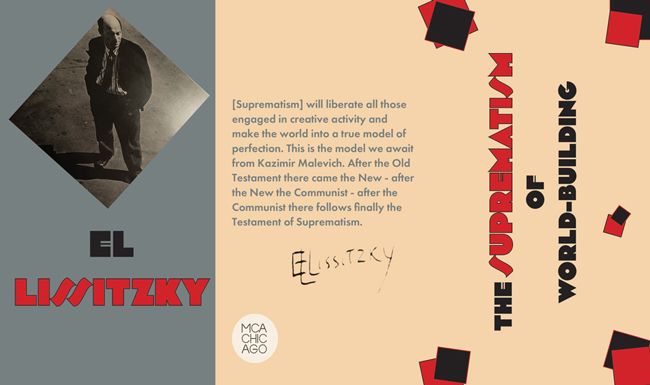 EL
LISSITZKY
[Suprematism] will liberate all those
engaged in creative activity and
make the world into a true model of
perfection. This is the model we await
from Kazimir Malevich. After the Old
Testament there came the New - after
the New the Communist - after the
Communist there follows finally the
Testament of Suprematism.
ELISSITZKY
MCA
CHIC
AGO
THE SUPREMATISM
OF
WORLD-BUILDING